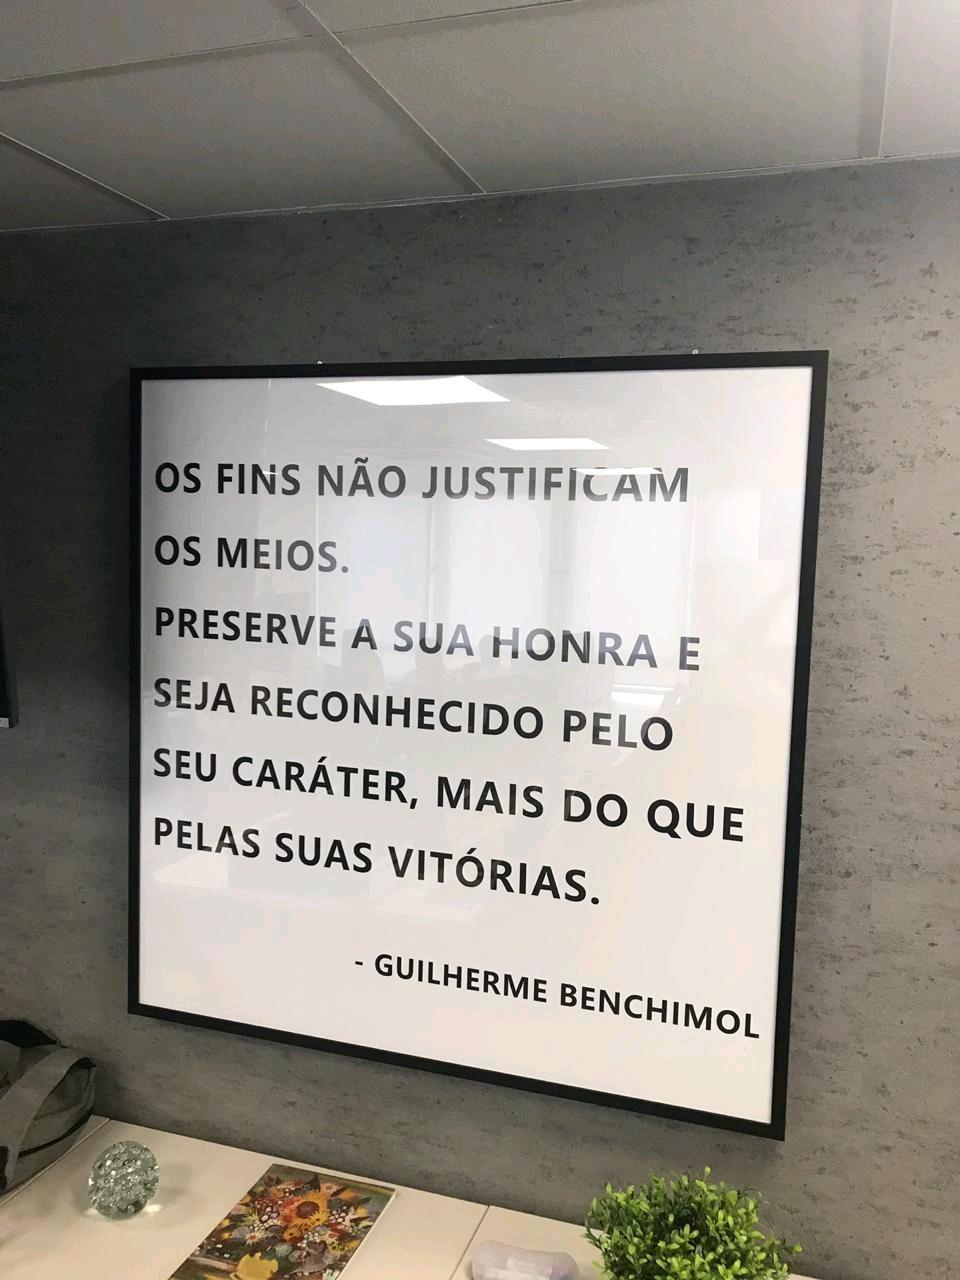 OS FINS NÃO JUSTIFICAM
OS MEIOS.
PRESERVE A SUA HONRA E
SEJA RECONHECIDO PELO
SEU CARÁTER, MAIS DO QUE
PELAS SUAS VITÓRIAS.
- GUILHERME BENCHIMOL